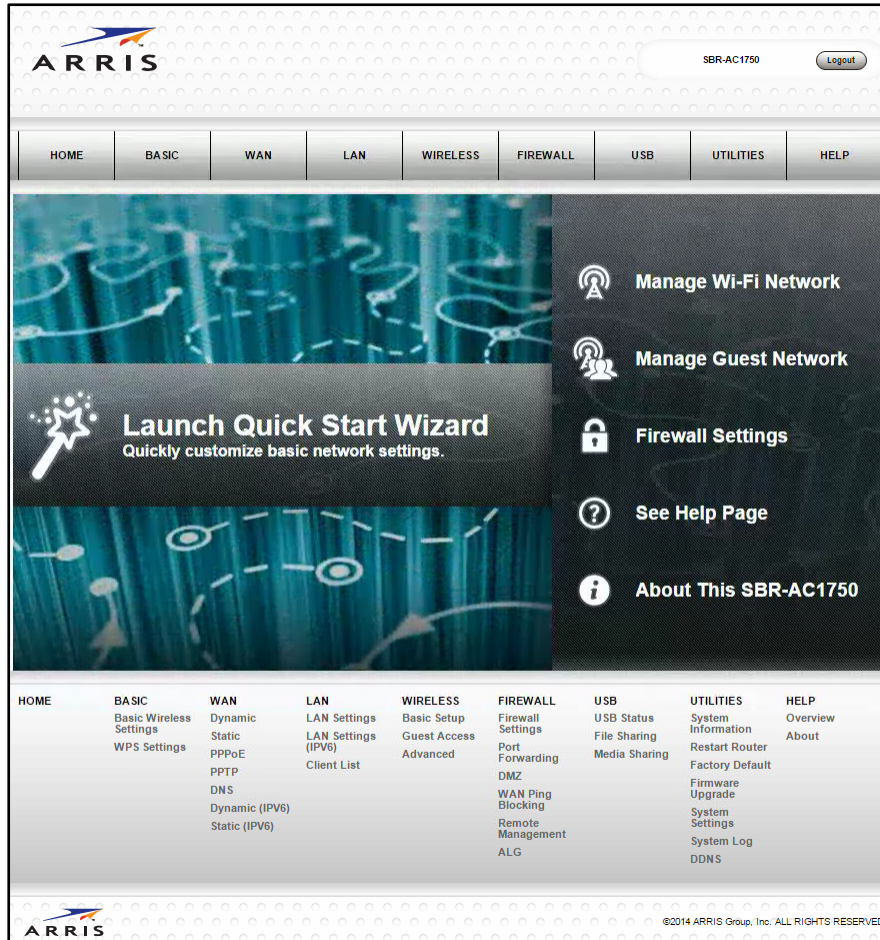 ARRIS
SBR-AC1750
Logout
HOME
BASIC
WAN
LAN
WIRELESS
FIREWALL
USB
UTILITIES
HELP
Launch Quick Start Wizard
Quickly customize basic network settings.
Manage Wi-Fi Network
Manage Guest Network
Firewall Settings
See Help Page
About This SBR-AC1750
HOME
BASIC
Basic Wireless
Settings
WPS Settings
WAN
Dynamic
Static
PPPoE
PPTP
DNS
Dynamic (IPV6)
Static (IPV6)
LAN
LAN Settings
LAN Settings
(IPV6)
Client List
WIRELESS
Basic Setup
Guest Access
Advanced
FIREWALL
Firewall
Settings
Port
Forwarding
DMZ
WAN Ping
Blocking
Remote
Management
ALG
USB
USB Status
File Sharing
Media Sharing
UTILITIES
System
Information
Restart Router
Factory Default
Firmware
Upgrade
System
Settings
System Log
DDNS
HELP
Overview
About
ARRIS
©2014 ARRIS Group, Inc. ALL RIGHTS RESERVED